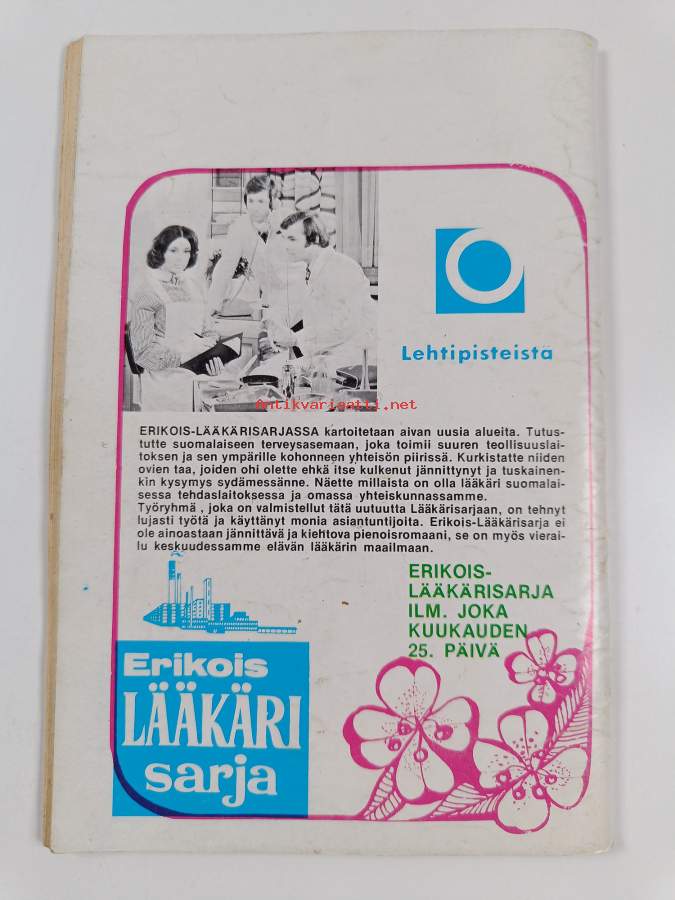 Lehtipisteistä
Antikvariaatti.net
ERIKOIS-LÄÄKÄRISARJASSA kartoitetaan aivan uusia alueita. Tutus-
tutte suomalaiseen terveysasemaan, joka toimii suuren teollisuuslai-
toksen ja sen ympärille kohonneen yhteisön piirissä. Kurkistatte niiden
ovien taa, joiden ohi olette ehkä itse kulkenut jännittynyt ja tuskainen-
kin kysymys sydämessänne. Näette millaista on olla lääkäri suomalai-
sessa tehdaslaitoksessa ja omassa yhteiskunnassamme.
Työryhmä , joka on valmistellut tätä uutuutta Lääkärisarjaan, on tehnyt
lujasti työtä ja käyttänyt monia asiantuntijoita. Erikois-Lääkärisarja ei
ole ainoastaan jännittävä ja kiehtova pienoisromaani, se on myös vierai-
lu keskuudessamme elävän lääkärin maailmaan.
ERIKOIS-
LÄÄKÄRISARJA
ILM. JOKA
KUUKAUDEN
25. PÄIVÄ
Erikois
LÄÄKÄRI
sarja